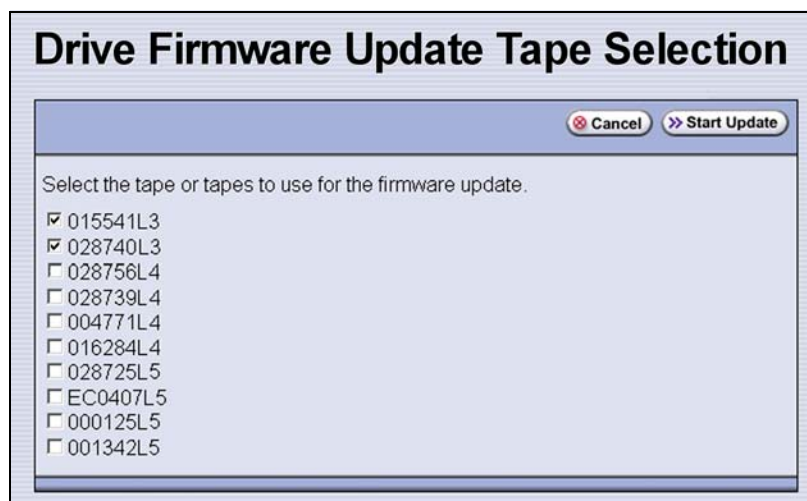 Drive Firmware Update Tape Selection
Cancel
Start Update
Select the tape or tapes to use for the firmware update.
015541L3
028740L3
028756L4
028739L4
004771L4
016284L4
028725L5
EC0407L5
000125L5
001342L5